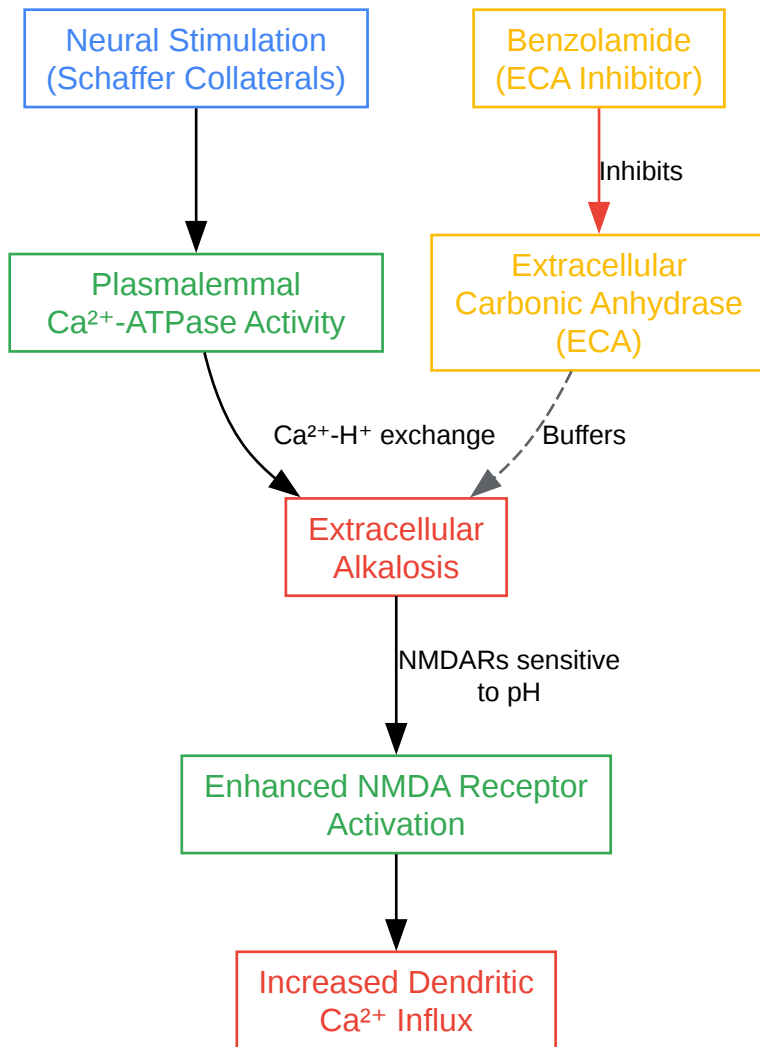 Neural Stimulation
(Schaffer Collaterals)
Benzolamide
(ECA Inhibitor)
Inhibits
Plasmalemmal
Ca²⁺-ATPase Activity
Extracellular
Carbonic Anhydrase
(ECA)
Ca²⁺-H⁺ exchange
Buffers
Extracellular
Alkalosis
NMDARs sensitive
to pH
Enhanced NMDA Receptor
Activation
Increased Dendritic
Ca²⁺ Influx